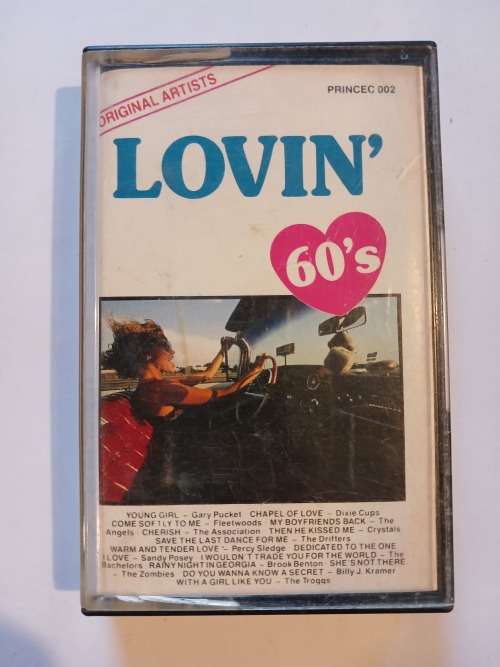 ORIGINAL ARTISTS
PRINCEC 002
LOVIN'
60's
YOUNG GIRL – Gary Pucket CHAPEL OF LOVE – Dixie Cups
COME SOFTLY TO ME – Fleetwoods MY BOYFRIENDS BACK – The
Angels CHERISH – The Association THEN HE KISSED ME – Crystals
SAVE THE LAST DANCE FOR ME – The Drifters
WARM AND TENDER LOVE – Percy Sledge DEDICATED TO THE ONE
I LOVE – Sandy Posey I WOULDN'T TRADE YOU FOR THE WORLD – The
Bachelors RAINY NIGHT IN GEORGIA – Brook Benton SHE'S NOT THERE
– The Zombies DO YOU WANNA KNOW A SECRET – Billy J. Kramer
WITH A GIRL LIKE YOU – The Troggs